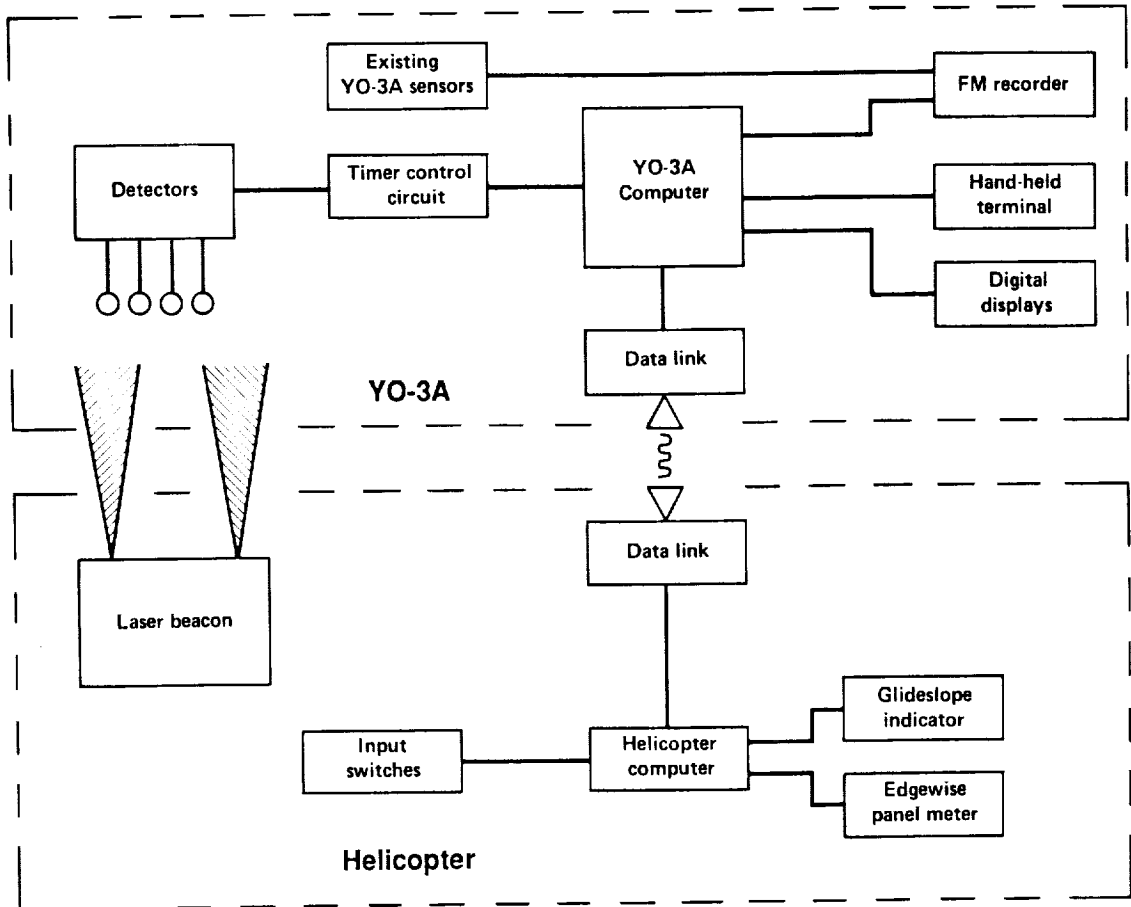 Existing
YO-3A sensors
FM recorder
Detectors
Timer control
circuit
YO-3A
Computer
Hand-held
terminal
Digital
displays
Data link
YO-3A
Data link
Laser beacon
Glideslope
indicator
Input
switches
Helicopter
computer
Edgewise
panel meter
Helicopter